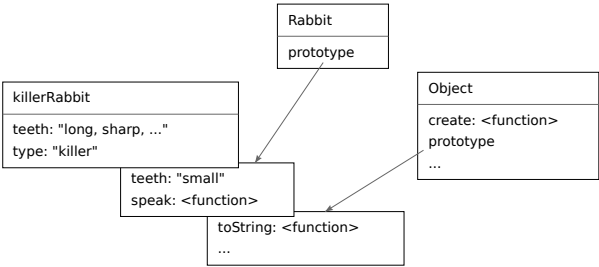 Rabbit
prototype
killerRabbit
teeth: "long, sharp, ..."
type: "killer"
Object
create: <function>
prototype
...
teeth: "small"
speak: <function>
toString: <function>
...